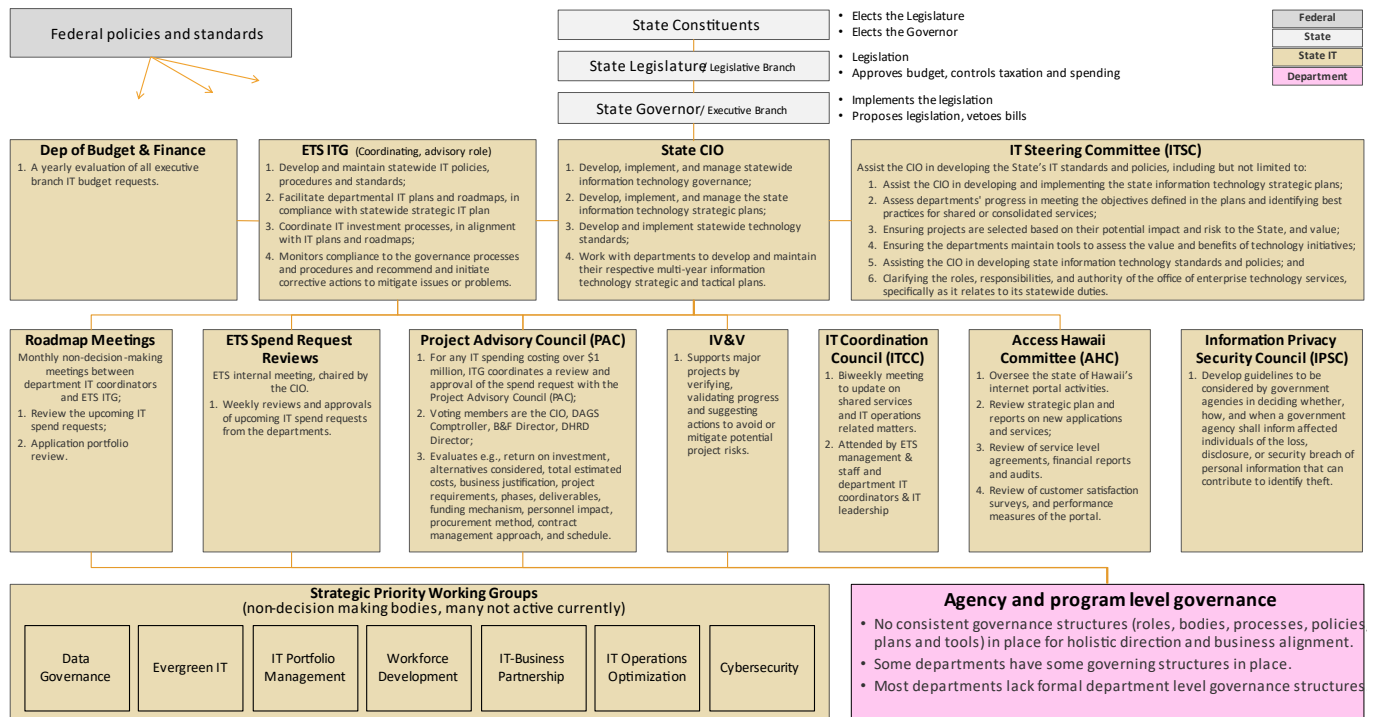 Federal policies and standards
State Constituents
• Elects the Legislature
• Elects the Governor
State Legislature/ Legislative Branch
• Legislation
• Approves budget, controls taxation and spending
State Governor/ Executive Branch
• Implements the legislation
• Proposes legislation, vetoes bills
Federal
State
State IT
Department
Dep of Budget & Finance
1. A yearly evaluation of all executive
branch IT budget requests.
ETS ITG (Coordinating, advisory role)
1. Develop and maintain statewide IT policies,
procedures and standards;
2. Facilitate departmental IT plans and roadmaps, in
compliance with statewide strategic IT plan
3. Coordinate IT investment processes, in alignment
with IT plans and roadmaps;
4. Monitors compliance to the governance processes
and procedures and recommend and initiate
corrective actions to mitigate issues or problems.
State CIO
1. Develop, implement, and manage statewide
information technology governance;
2. Develop, implement, and manage the state
information technology strategic plans;
3. Develop and implement statewide technology
standards;
4. Work with departments to develop and maintain
their respective multi-year information
technology strategic and tactical plans.
IT Steering Committee (ITSC)
Assist the CIO in developing the State's IT standards and policies, including but not limited to:
1. Assist the CIO in developing and implementing the state information technology strategic plans;
2. Assess departments' progress in meeting the objectives defined in the plans and identifying best
practices for shared or consolidated services;
3. Ensuring projects are selected based on their potential impact and risk to the State, and value;
4. Ensuring the departments maintain tools to assess the value and benefits of technology initiatives;
5. Assisting the CIO in developing state information technology standards and policies; and
6. Clarifying the roles, responsibilities, and authority of the office of enterprise technology services,
specifically as it relates to its statewide duties.
Roadmap Meetings
Monthly non-decision-making
meetings between
department IT coordinators
and ETS ITG;
1. Review the upcoming IT
spend requests;
2. Application portfolio
review.
ETS Spend Request
Reviews
ETS internal meeting, chaired by
the CIO.
1. Weekly reviews and approvals
of upcoming IT spend requests
from the departments.
Project Advisory Council (PAC)
1. For any IT spending costing over $1
million, ITG coordinates a review and
approval of the spend request with the
Project Advisory Council (PAC);
2. Voting members are the CIO, DAGS
Comptroller, B&F Director, DHRD
Director;
3. Evaluates e.g., return on investment,
alternatives considered, total estimated
costs, business justification, project
requirements, phases, deliverables,
funding mechanism, personnel impact,
procurement method, contract
management approach, and schedule.
IV&V
1. Supports major
projects by
verifying,
validating progress
and suggesting
actions to avoid or
mitigate potential
project risks.
IT Coordination
Council (ITCC)
1. Biweekly meeting
to update on
shared services
and IT operations
related matters.
2. Attended by ETS
management &
staff and
department IT
coordinators & IT
leadership
Access Hawaii
Committee (AHC)
1. Oversee the state of Hawaii's
internet portal activities.
2. Review strategic plan and
reports on new applications
and services;
3. Review of service level
agreements, financial reports
and audits.
4. Review of customer satisfaction
surveys, and performance
measures of the portal.
Information Privacy
Security Council (IPSC)
1. Develop guidelines to be
considered by government
agencies in deciding whether,
how, and when a government
agency shall inform affected
individuals of the loss,
disclosure, or security breach of
personal information that can
contribute to identify theft.
Strategic Priority Working Groups
(non-decision making bodies, many not active currently)
Data
Governance
Evergreen IT
IT Portfolio
Management
Workforce
Development
IT-Business
Partnership
IT Operations
Optimization
Cybersecurity
Agency and program level governance
• No consistent governance structures (roles, bodies, processes, policies
plans and tools) in place for holistic direction and business alignment.
• Some departments have some governing structures in place.
• Most departments lack formal department level governance structures